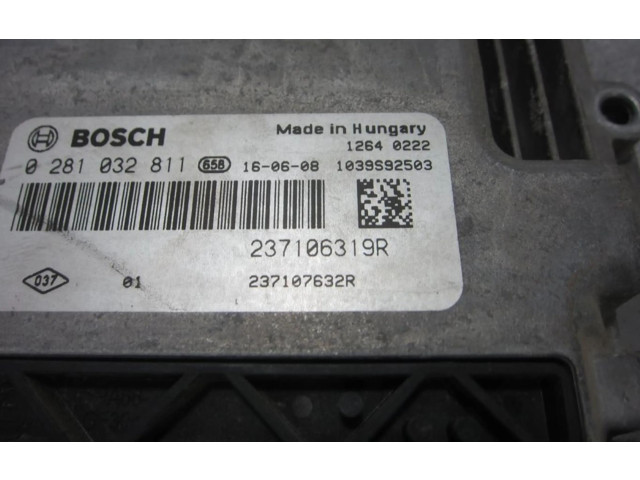 BOSCH
Made in Hungary
1264 0222
0 281 032 811 658 16-06-08 1039S92503
237106319R
037 01 237107632R